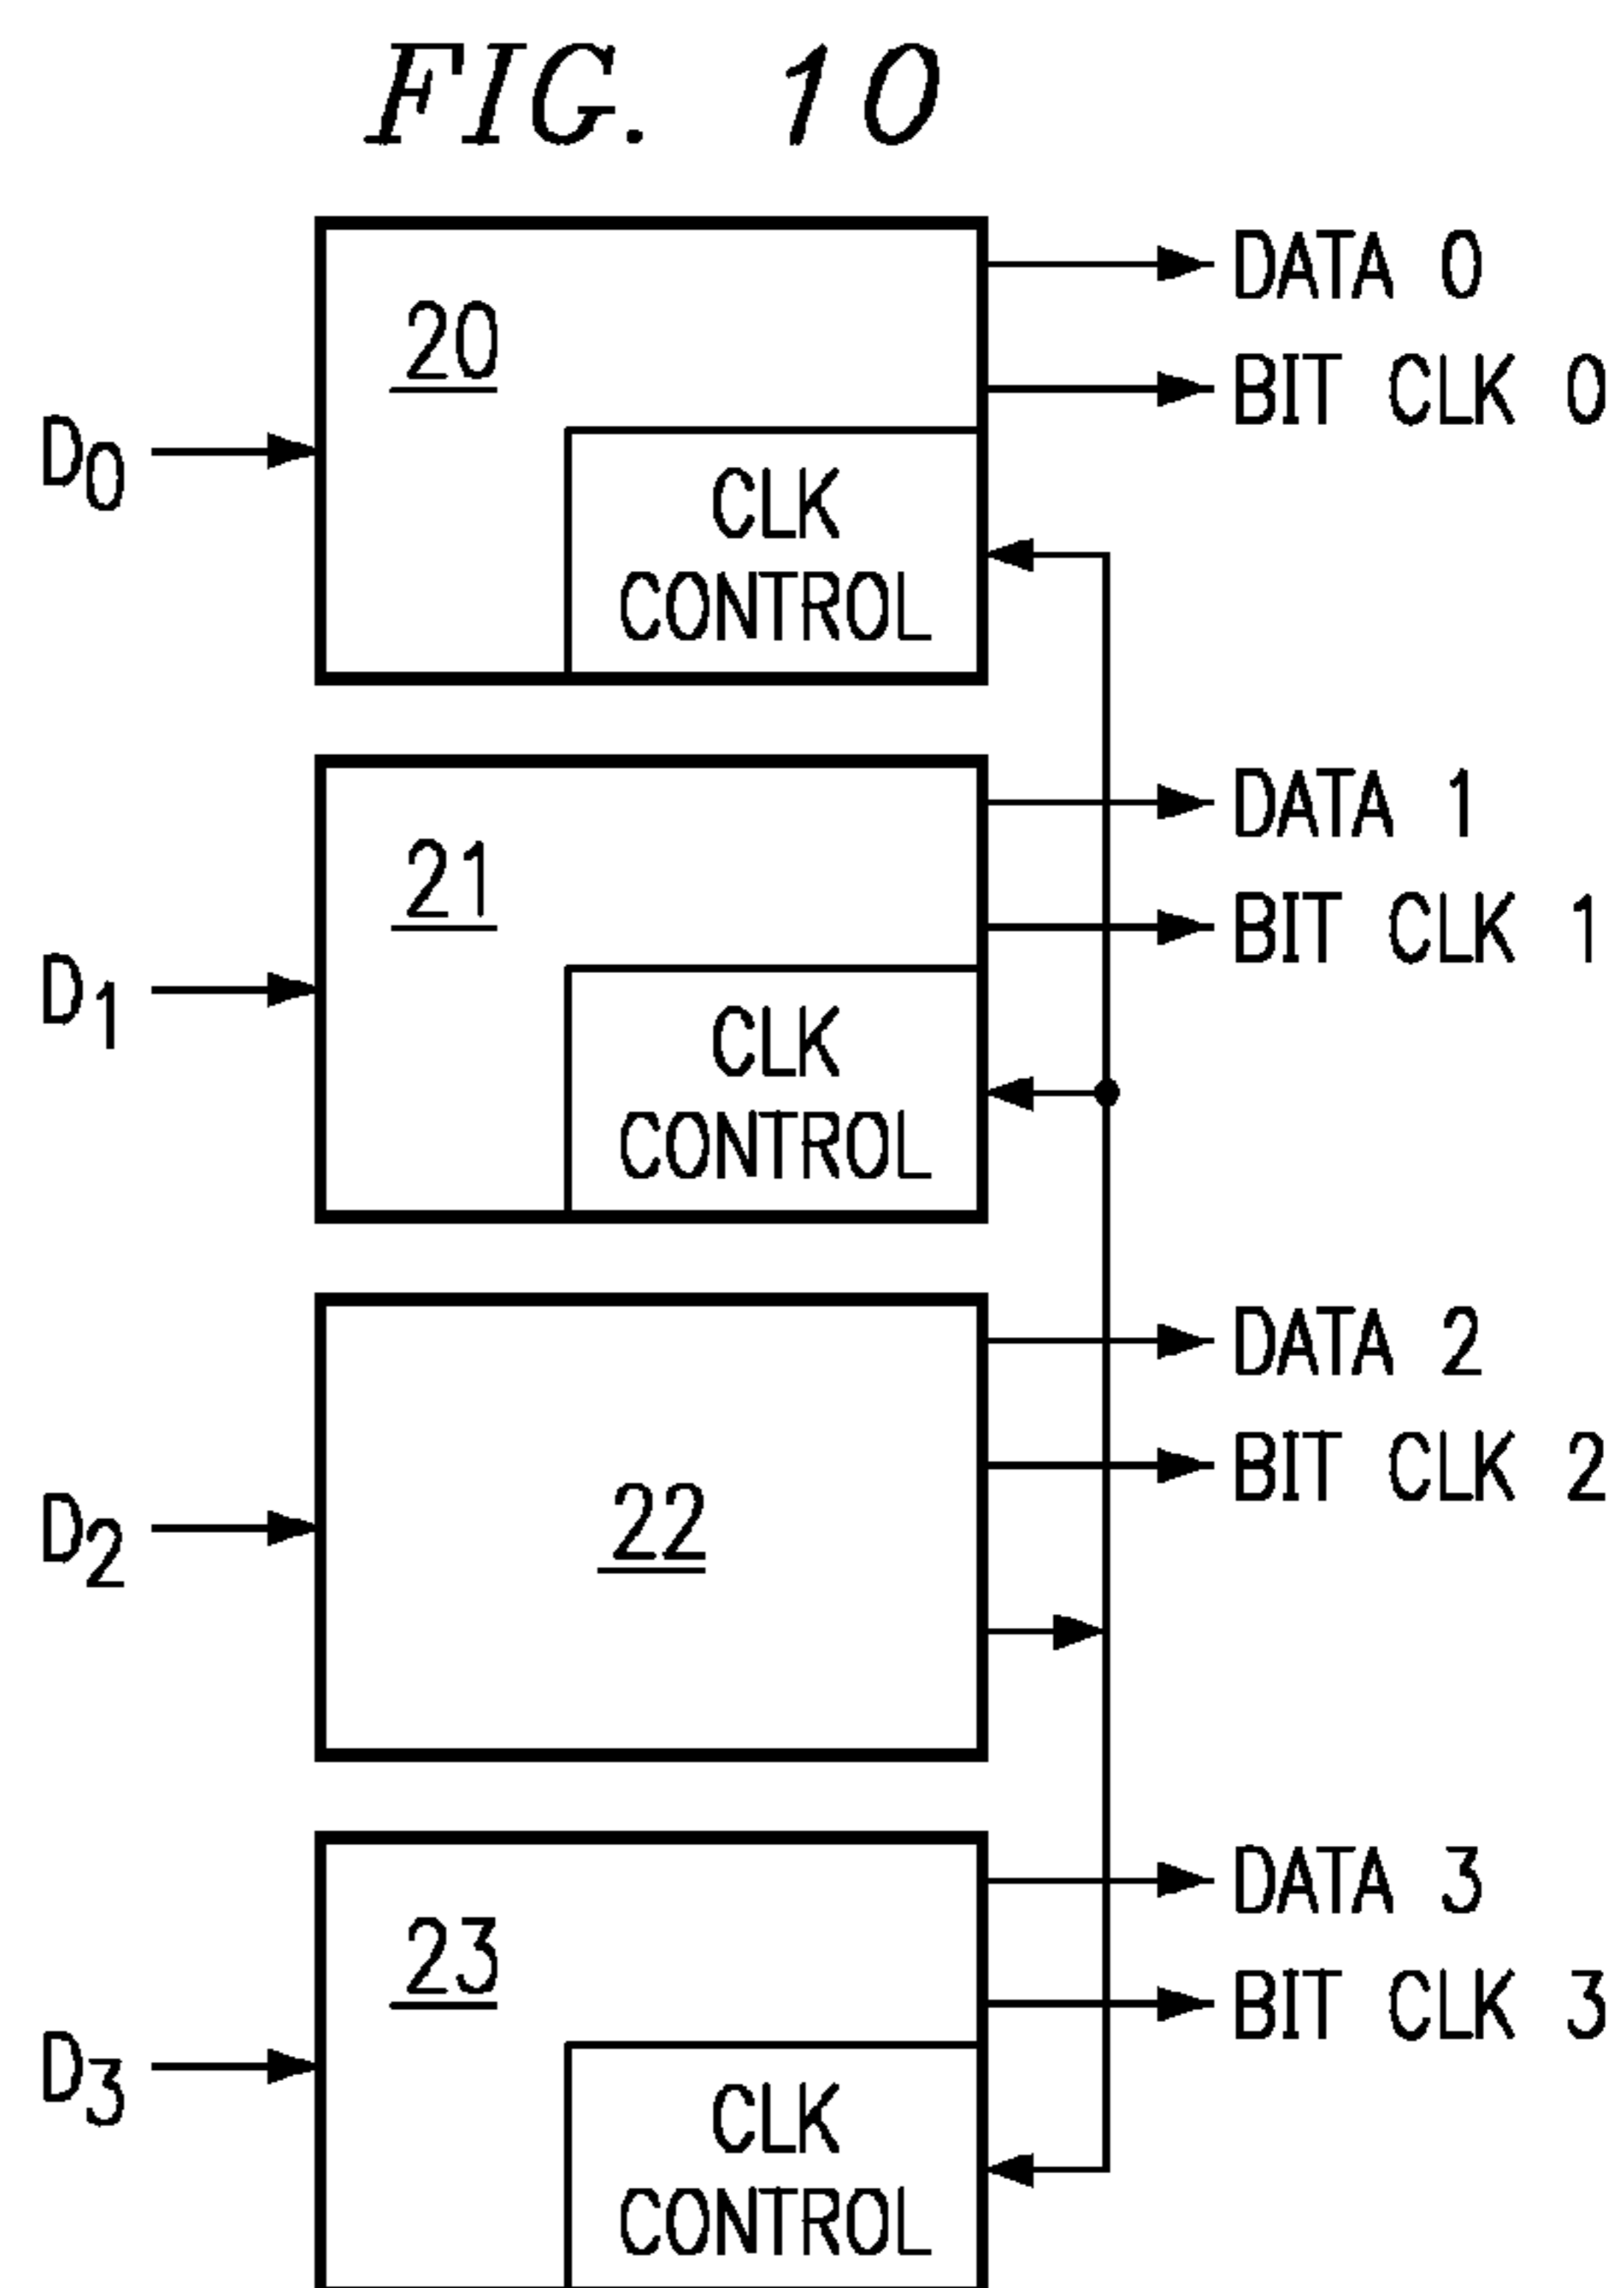 FIG. 10
DATA 0
20
BIT CLK 0
D0
CLK
CONTROL
DATA 1
21
BIT CLK 1
D1
CLK
CONTROL
DATA 2
BIT CLK 2
D2
22
DATA 3
23
BIT CLK 3
D3
CLK
CONTROL